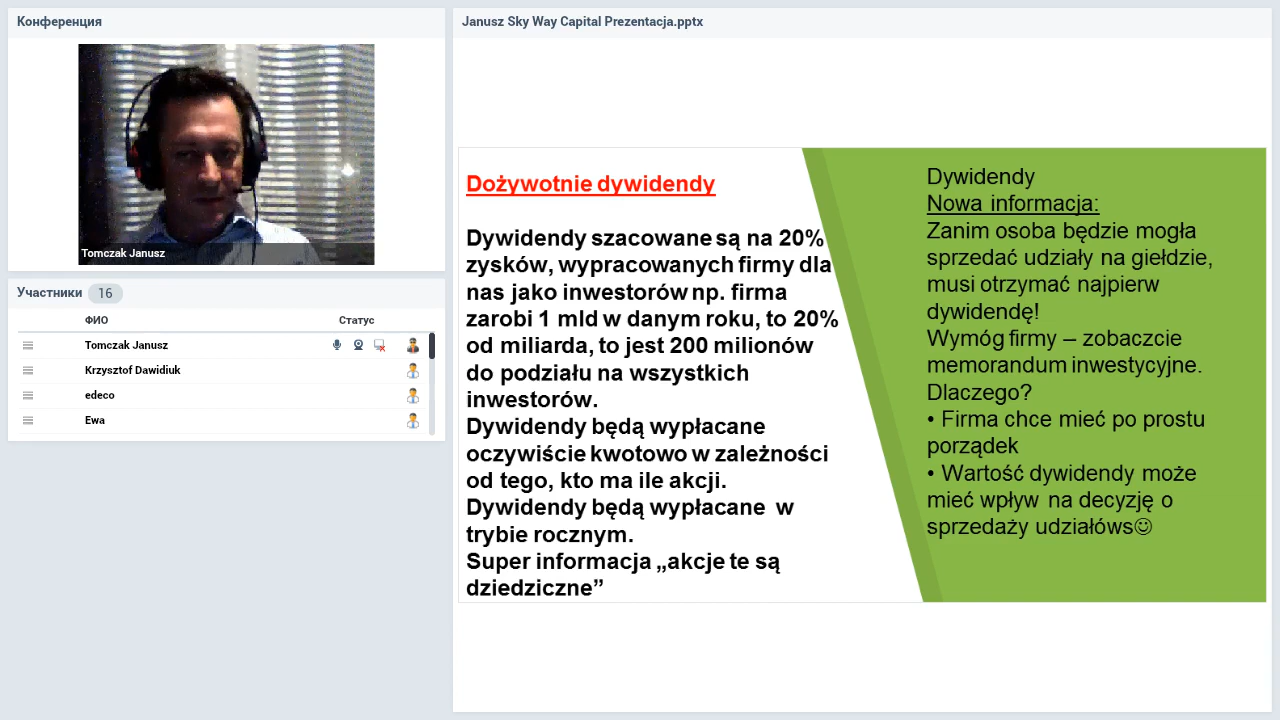 Конференция
Tomczak Janusz
Участники 16
ФИО Статус
Tomczak Janusz
Krzysztof Dawidiuk
edeco
Ewa
Janusz Sky Way Capital Prezentacja.pptx
Dożywotnie dywidendy
Dywidendy szacowane są na 20%
zysków, wypracowanych firmy dla
nas jako inwestorów np. firma
zarobi 1 mld w danym roku, to 20%
od miliarda, to jest 200 milionów
do podziału na wszystkich
inwestorów.
Dywidendy będą wypłacane
oczywiście kwotowo w zależności
od tego, kto ma ile akcji.
Dywidendy będą wypłacane w
trybie rocznym.
Super informacja „akcje te są
dziedziczne”
Dywidendy
Nowa informacja:
Zanim osoba będzie mogła
sprzedać udziały na giełdzie,
musi otrzymać najpierw
dywidendę!
Wymóg firmy – zobaczcie
memorandum inwestycyjne.
Dlaczego?
• Firma chce mieć po prostu
porządek
• Wartość dywidendy może
mieć wpływ na decyzję o
sprzedaży udziałóws☺